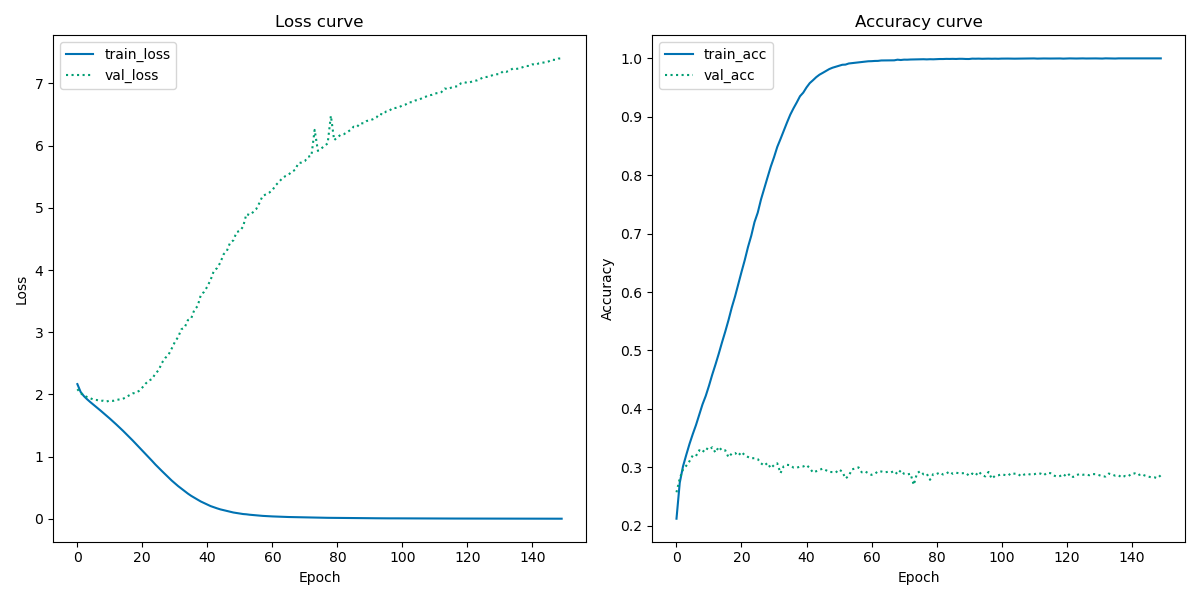 Loss curve
train_loss
val_loss
7
6
5
4
3
2
1
0
Loss
0 20 40 60 80 100 120 140
Epoch
Accuracy curve
train_acc
val_acc
1.0
0.9
0.8
0.7
0.6
0.5
0.4
0.3
0.2
Accuracy
0 20 40 60 80 100 120 140
Epoch